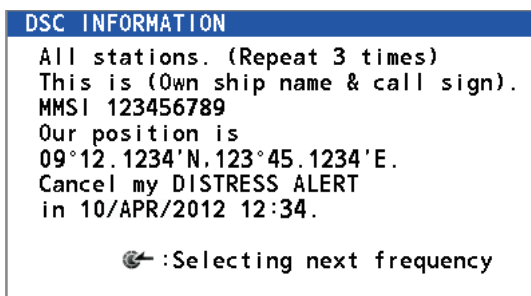 DSC INFORMATION
All stations. (Repeat 3 times)
This is (Own ship name & call sign).
MMSI 123456789
Our position is
09°12.1234'N,123°45.1234'E.
Cancel my DISTRESS ALERT
in 10/APR/2012 12:34.
:Selecting next frequency